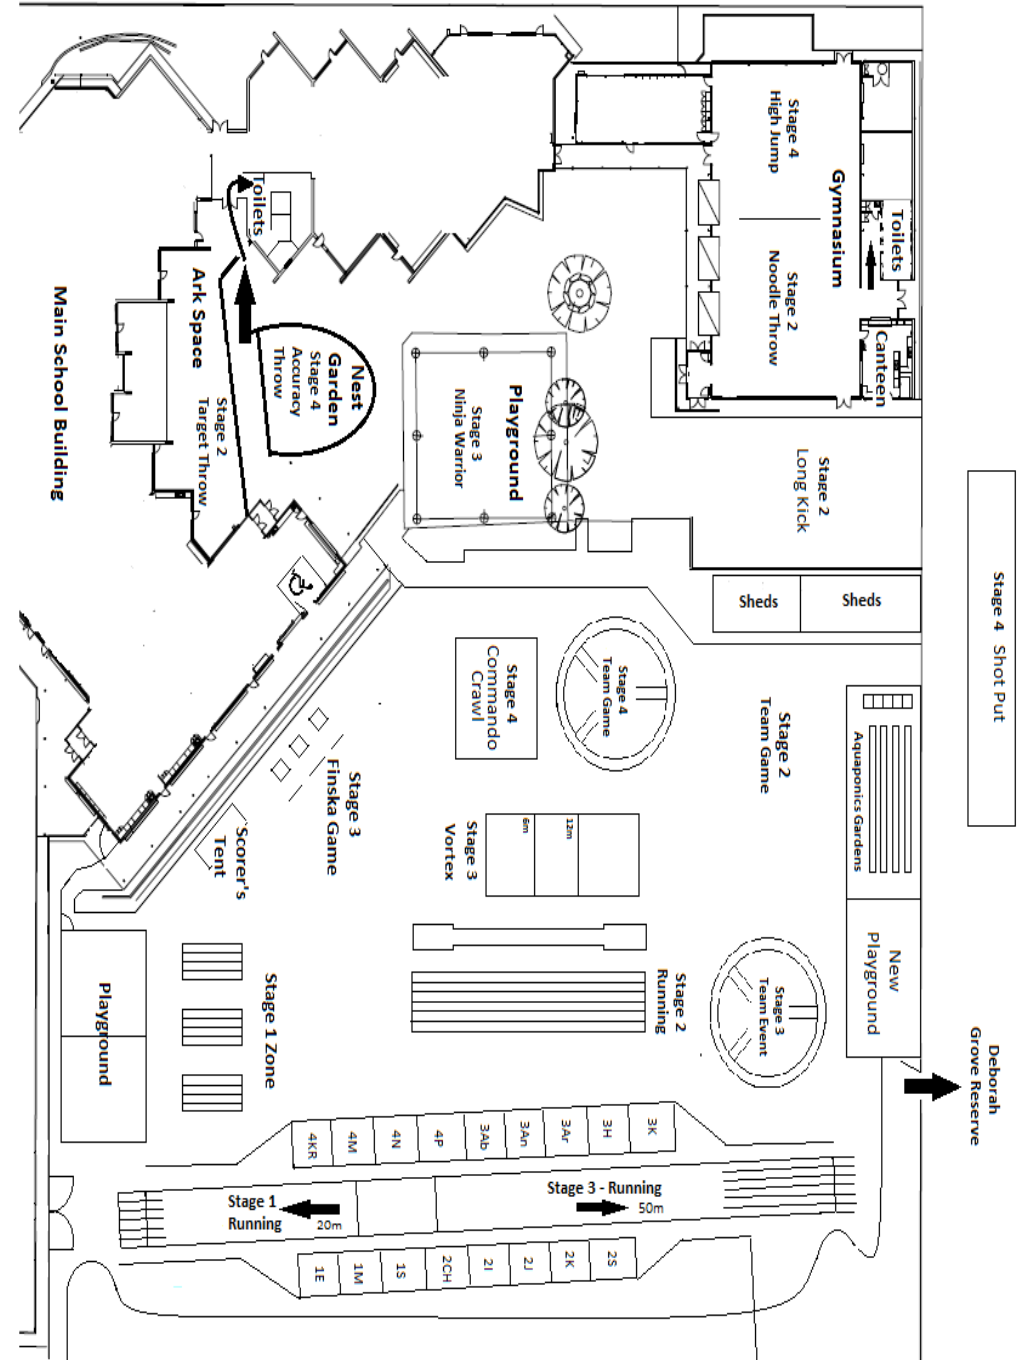 Stage 4
High Jump
Gymnasium
Toilets
Stage 2
Noodle Throw
Canteen
Toilets
Ark Space
Main School Building
Nest
Garden
Stage 4
Accuracy
Throw
Stage 2
Target Throw
Playground
Stage 3
Ninja Warrior
Stage 2
Long Kick
Stage 4 Shot Put
Sheds
Sheds
Stage 4
Commando
Crawl
Stage 4
Team Game
Stage 2
Team Game
Aquaponics Gardens
Stage 3
Finska Game
Scorer's
Tent
Stage 3
Vortex
6m
12m
New
Playground
Stage 2
Running
Stage 3
Team Event
Deborah
Grove Reserve
Stage 1 Zone
Playground
4KR
4M
4N
4P
3Ab
3An
3Ar
3H
3K
Stage 1
Running
20m
Stage 3 - Running
50m
1E
1M
1S
2CH
2I
2J
2K
2S